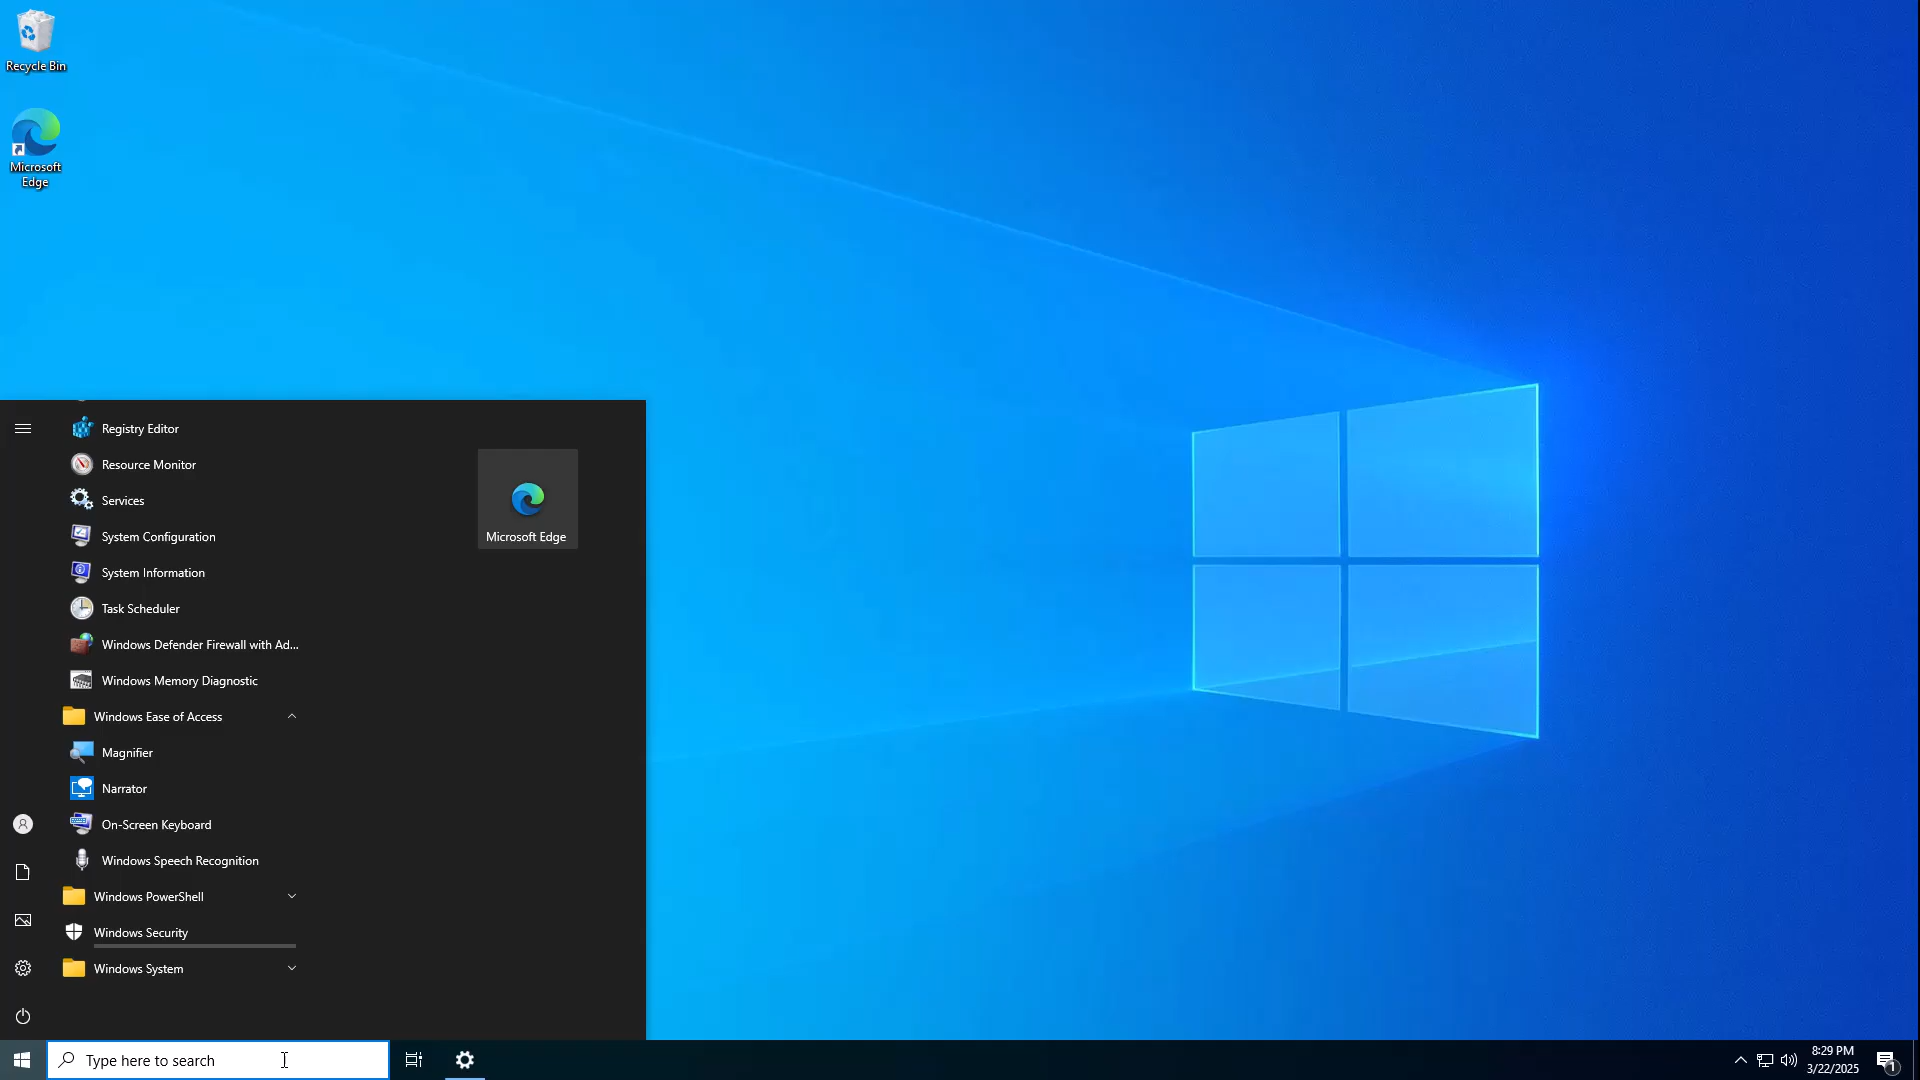 Recycle Bin
Microsoft
Edge
Registry Editor
Resource Monitor
Services
System Configuration
System Information
Task Scheduler
Windows Defender Firewall with Ad...
Windows Memory Diagnostic
Windows Ease of Access
Magnifier
Narrator
On-Screen Keyboard
Windows Speech Recognition
Windows PowerShell
Windows Security
Windows System
Microsoft Edge
Type here to search
8:29 PM
3/22/2025
1